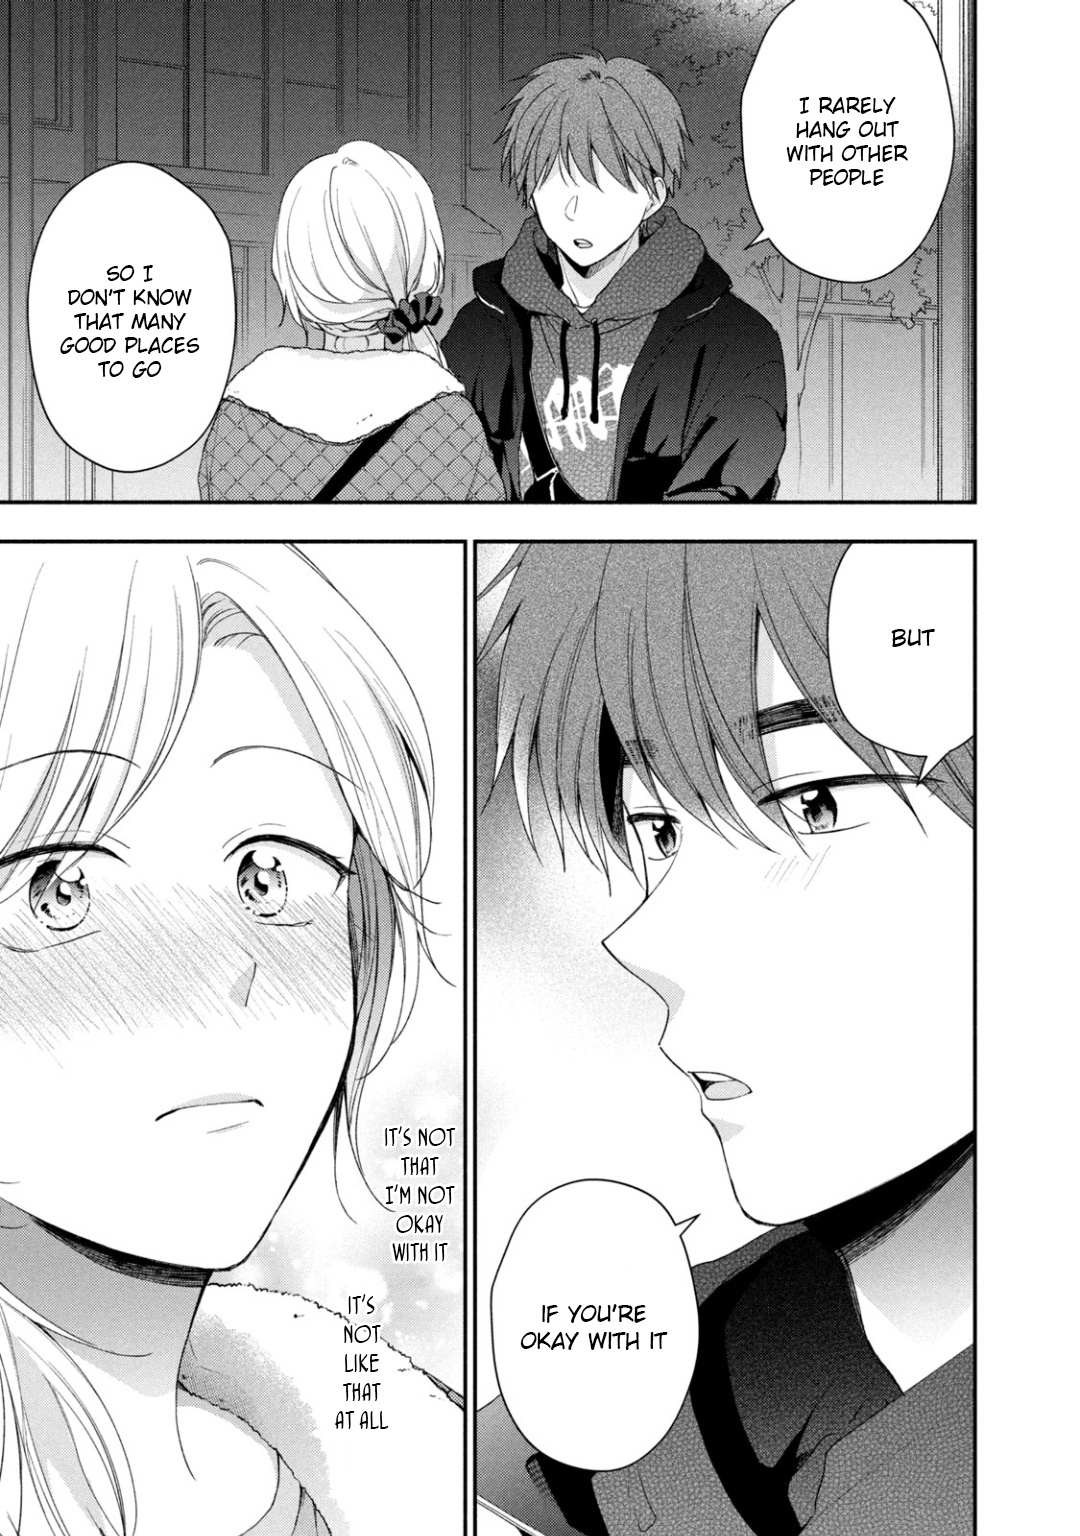 I RARELY
HANG OUT
WITH OTHER
PEOPLE
SO I
DON'T KNOW
THAT MANY
GOOD PLACES
TO GO
BUT
IF YOU'RE
OKAY WITH IT
IT'S NOT
THAT
I'M NOT
OKAY
WITH IT
IT'S
NOT
LIKE
THAT
AT ALL